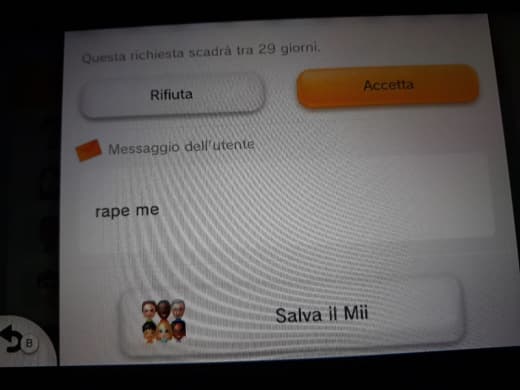 Questa richiesta scadrà tra 29 giorni.
Rifiuta
Accetta
Messaggio dell'utente
rape me
Salva il Mii
B